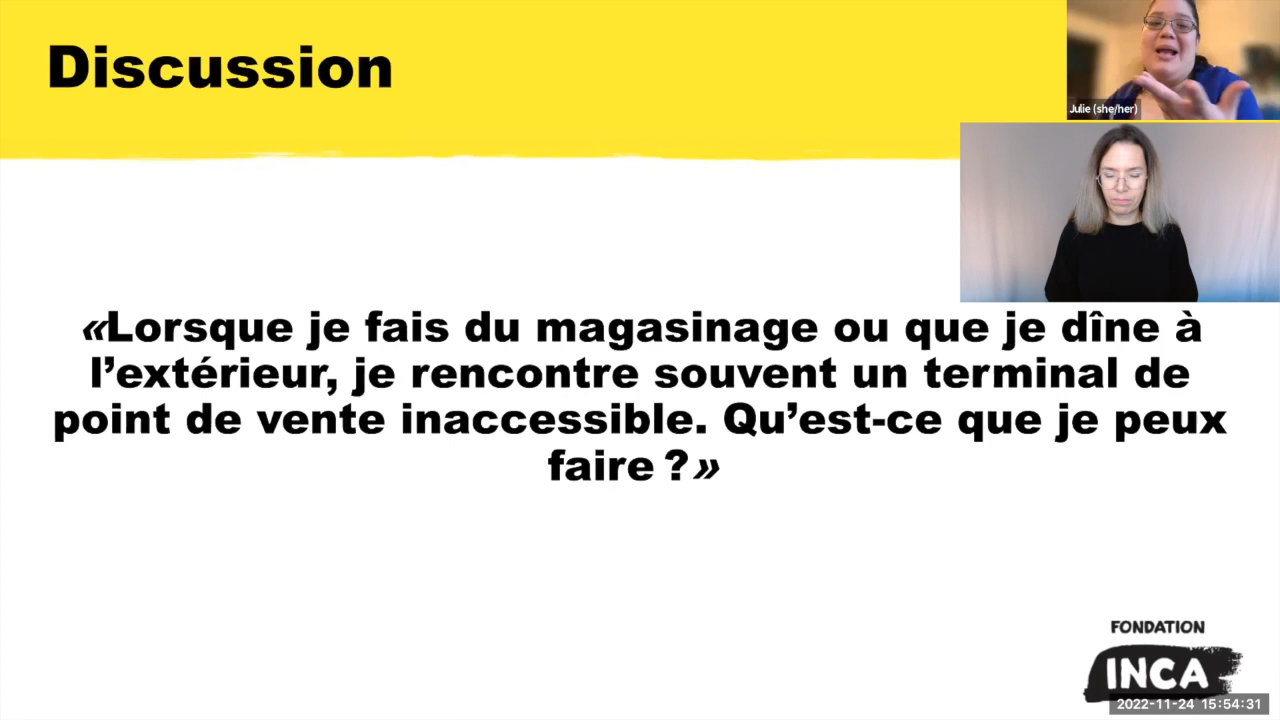 Discussion
Julie (she/her)
«Lorsque je fais du magasinage ou que je dîne à
l’extérieur, je rencontre souvent un terminal de
point de vente inaccessible. Qu’est-ce que je peux
faire ?»
FONDATION
INCA
2022-11-24 15:54:31